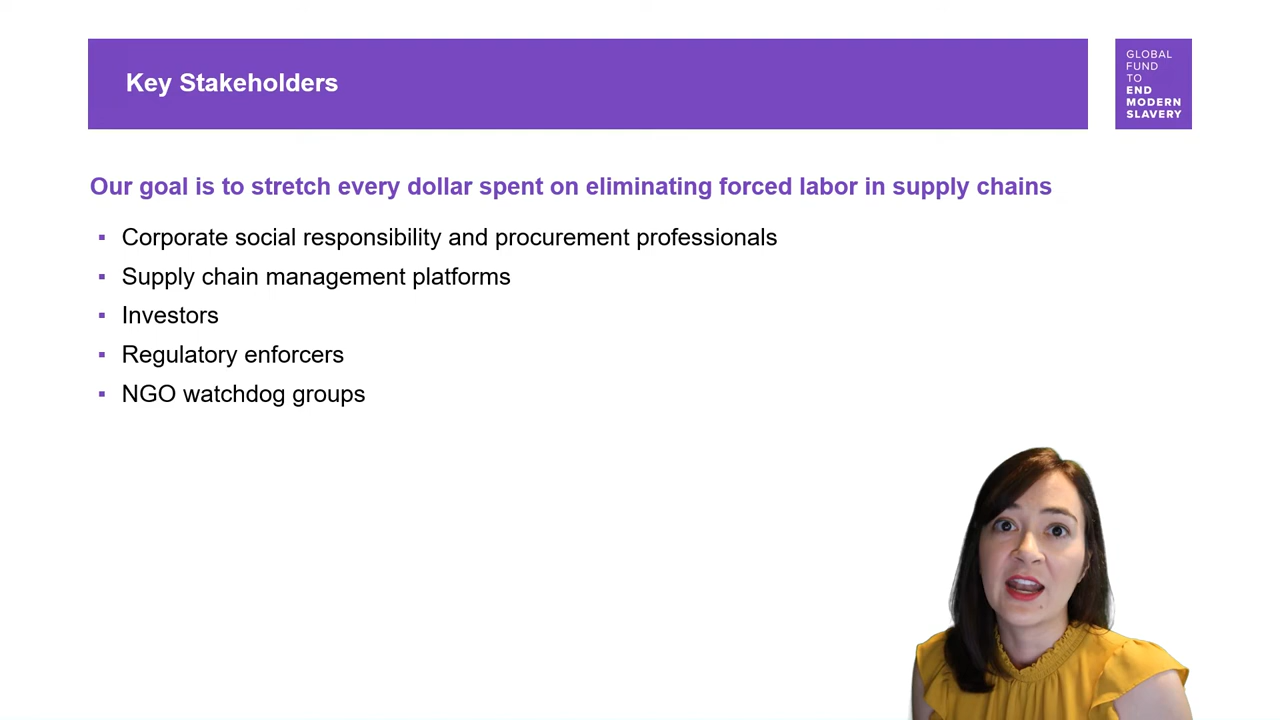 Key Stakeholders
GLOBAL
FUND
TO
END
MODERN
SLAVERY
Our goal is to stretch every dollar spent on eliminating forced labor in supply chains
▪ Corporate social responsibility and procurement professionals
▪ Supply chain management platforms
▪ Investors
▪ Regulatory enforcers
▪ NGO watchdog groups